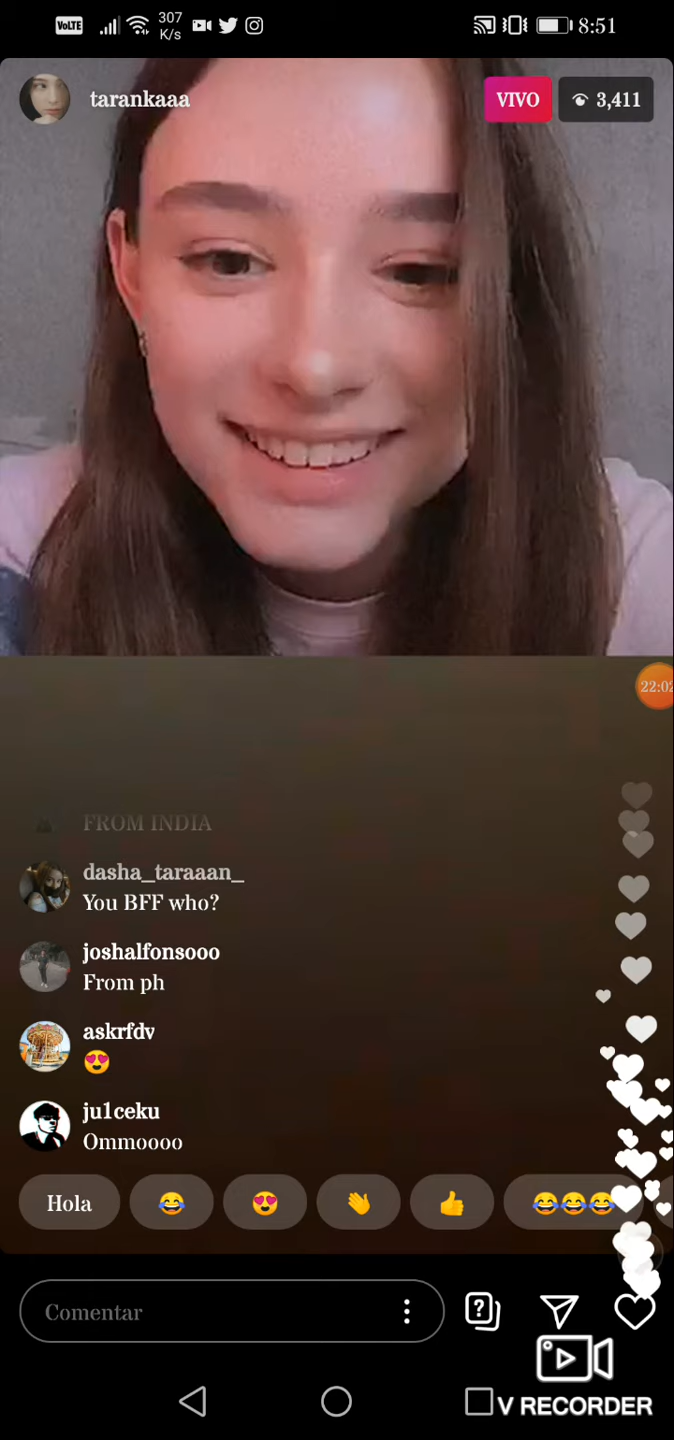 VoLTE 307 K/s 8:51
tarankaaa VIVO 3,411
22:02
FROM INDIA
dasha_taraaan_
You BFF who?
joshalfonsooo
From ph
askrfdv
😍
ju1ceku
Ommoooo
Hola 😂 😍 👋 👍 😂😂😂
Comentar
V RECORDER